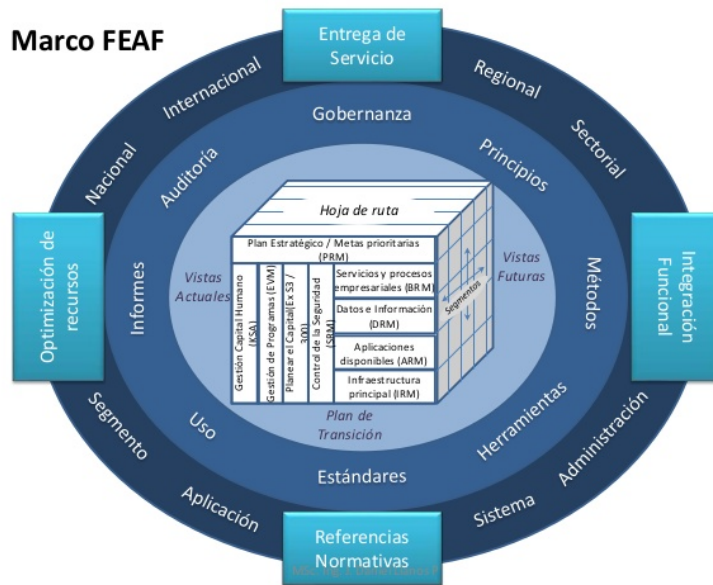 Marco FEAF
Entrega de
Servicio
Internacional
Regional
Nacional
Sectorial
Gobernanza
Auditoría
Principios
Optimización de
recursos
Integración
Funcional
Informes
Métodos
Vistas
Actuales
Vistas
Futuras
Hoja de ruta
Plan Estratégico / Metas prioritarias
(PRM)
Gestión Capital Humano
(KSA)
Gestión de Programas (EVM)
Planear el Capital(Ex S3 /
300)
Control de la Seguridad
(SRM)
Servicios y procesos
empresariales (BRM)
Datos e Información
(DRM)
Aplicaciones
disponibles (ARM)
Infraestructura
principal (IRM)
Segmentos
Plan de
Transición
Uso
Herramientas
Estándares
Segmento
Administración
Aplicación
Sistema
Referencias
Normativas